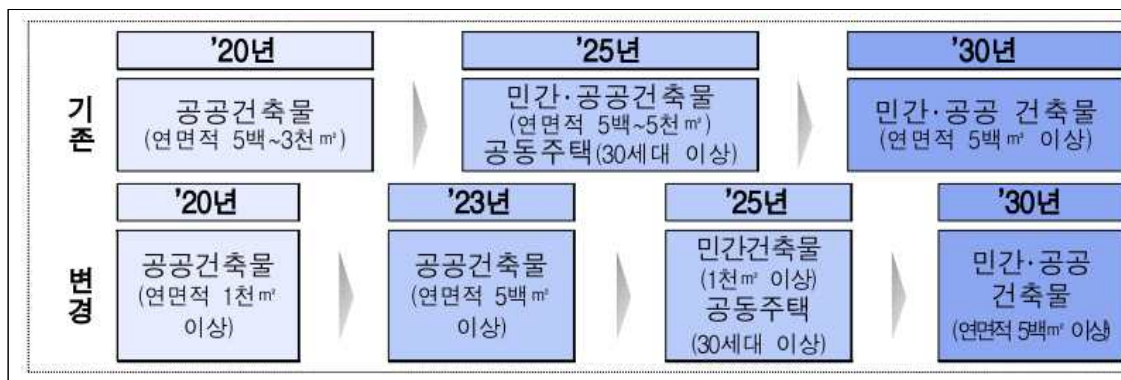 기존
'20년
공공건축물
(연면적 5백~3천㎡)
'25년
민간·공공건축물
(연면적 5백~5천㎡)
공동주택(30세대 이상)
'30년
민간·공공 건축물
(연면적 5백㎡ 이상)
변경
'20년
공공건축물
(연면적 1천㎡
이상)
'23년
공공건축물
(연면적 5백㎡
이상)
'25년
민간건축물
(1천㎡ 이상)
공동주택
(30세대 이상)
'30년
민간·공공
건축물
(연면적 5백㎡ 이상)